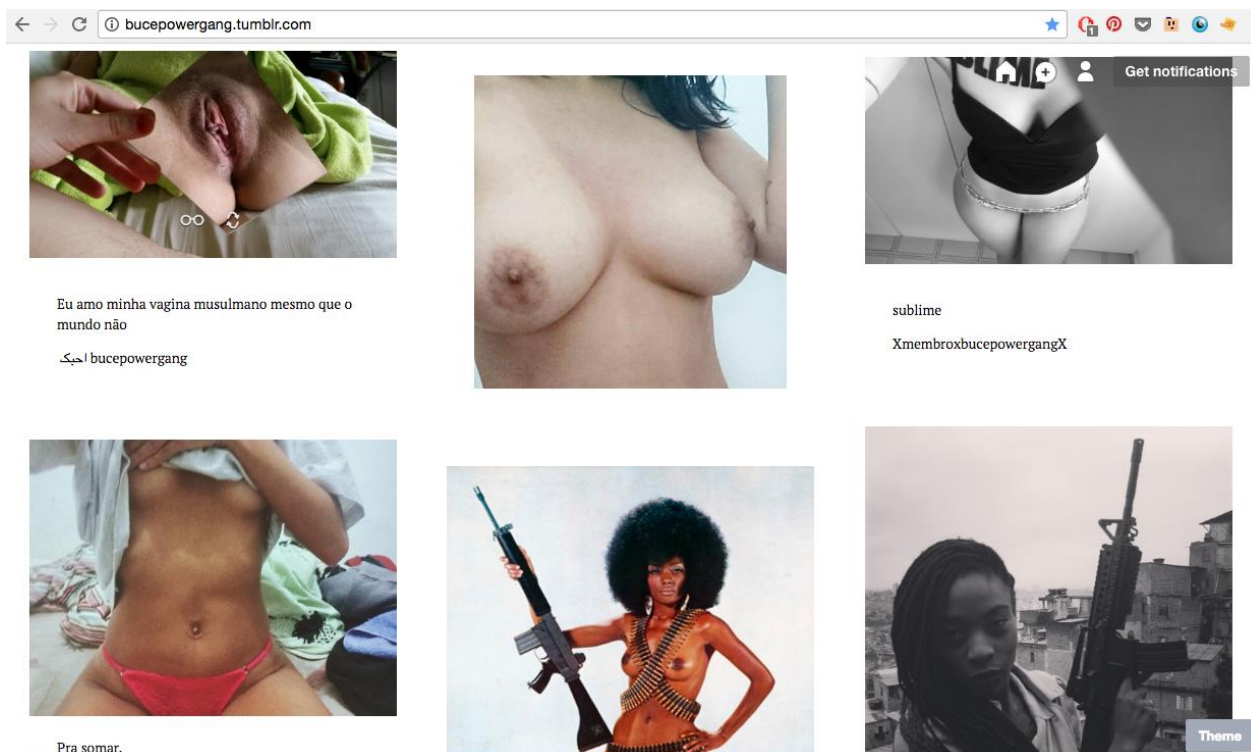 bucepowergang.tumblr.com
1
Get notifications
Eu amo minha vagina musulmano mesmo que o
mundo não
احبک bucepowergang
sublime
XmembroxbucepowergangX
Pra somar.
Theme